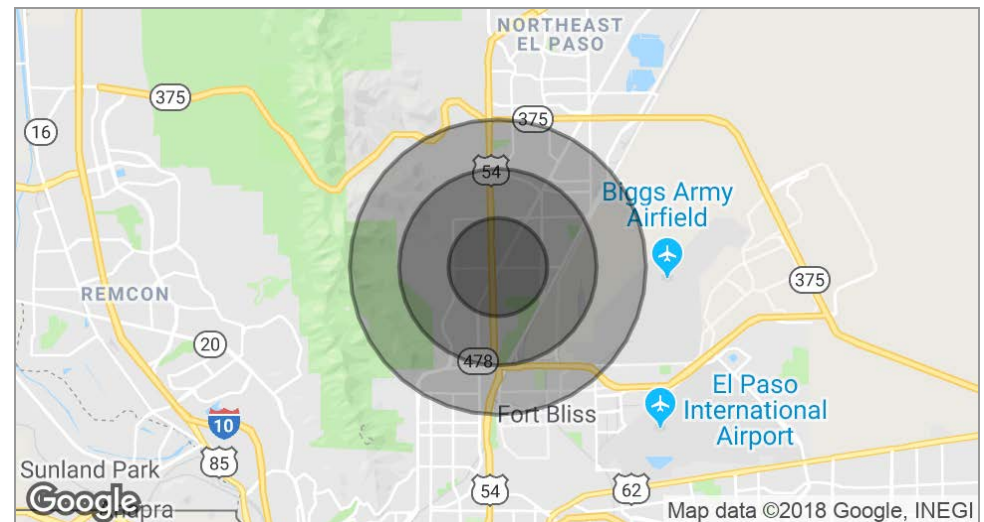 NORTHEAST
EL PASO
375
375
16
54
Biggs Army
Airfield
375
REMCON
20
478
El Paso
International
Airport
Fort Bliss
10
85
Sunland Park
54
62
Google
Map data ©2018 Google, INEGI